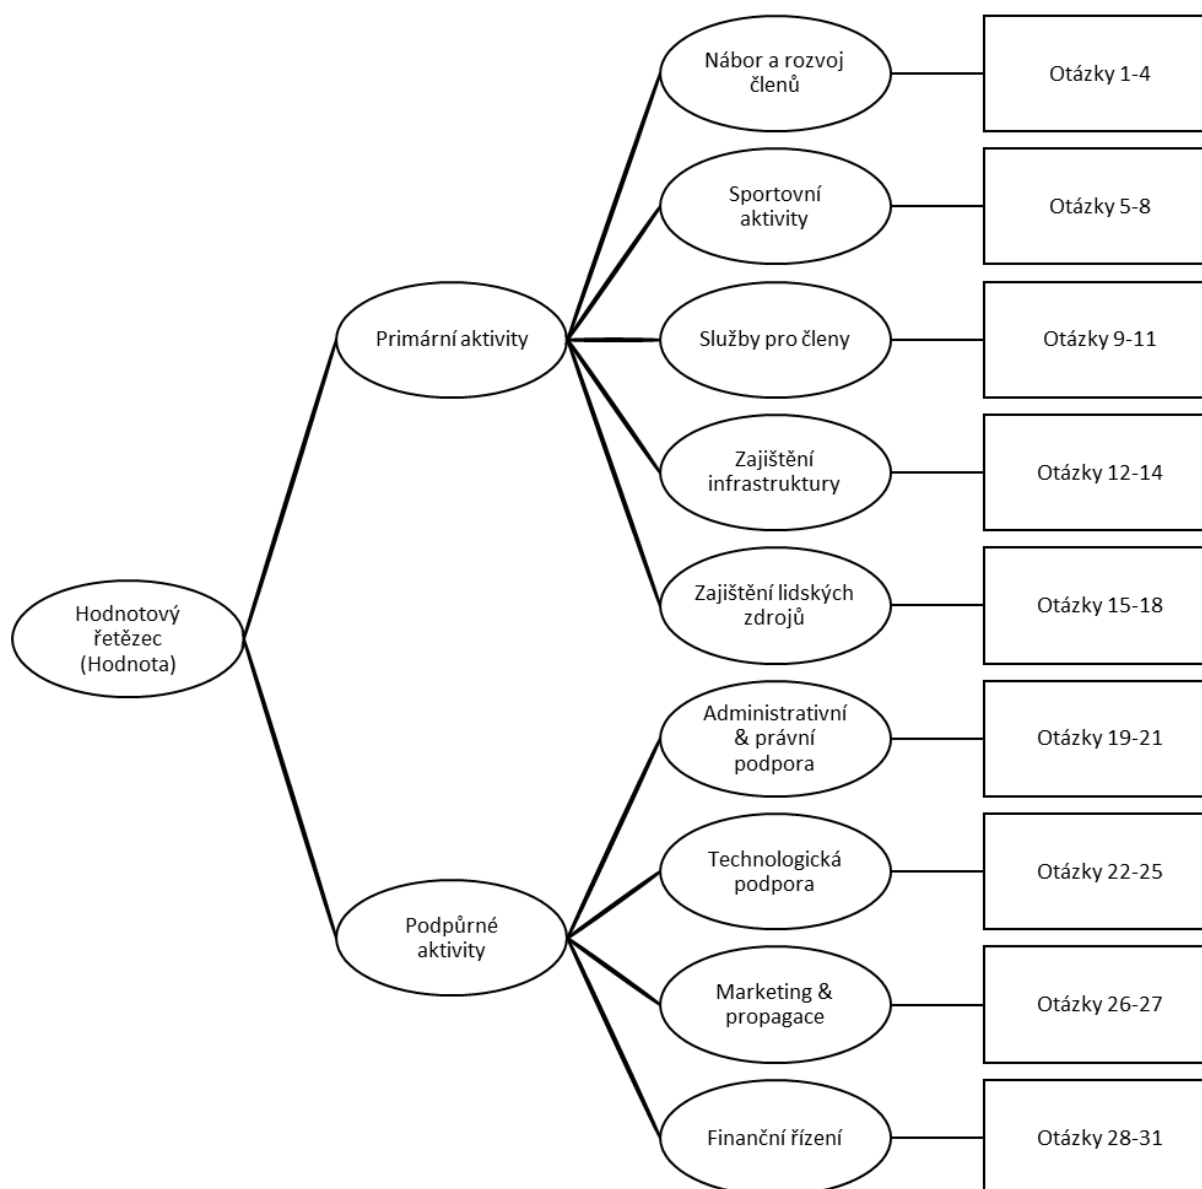 Nábor a rozvoj
členů
Otázky 1-4
Sportovní
aktivity
Otázky 5-8
Primární aktivity
Služby pro členy
Otázky 9-11
Zajištění
infrastruktury
Otázky 12-14
Zajištění lidských
zdrojů
Otázky 15-18
Hodnotový
řetězec
(Hodnota)
Administrativní
& právní
podpora
Otázky 19-21
Technologická
podpora
Otázky 22-25
Podpůrné
aktivity
Marketing &
propagace
Otázky 26-27
Finanční řízení
Otázky 28-31